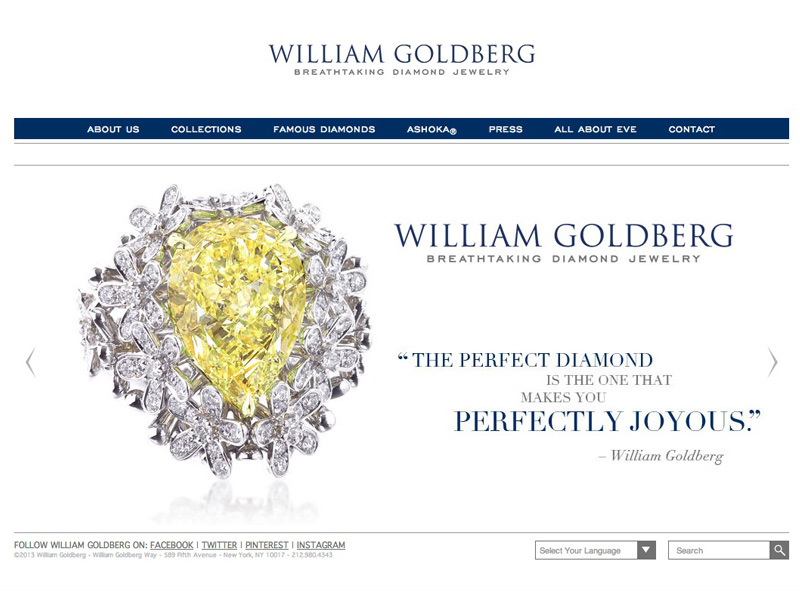 WILLIAM GOLDBERG
BREATHTAKING DIAMOND JEWELRY
ABOUT US COLLECTIONS FAMOUS DIAMONDS ASHOKA® PRESS ALL ABOUT EVE CONTACT
WILLIAM GOLDBERG
BREATHTAKING DIAMOND JEWELRY
“THE PERFECT DIAMOND
IS THE ONE THAT
MAKES YOU
PERFECTLY JOYOUS.”
– William Goldberg
FOLLOW WILLIAM GOLDBERG ON: FACEBOOK | TWITTER | PINTEREST | INSTAGRAM
©2013 William Goldberg - William Goldberg Way - 589 Fifth Avenue - New York, NY 10017 - 212.980.4343
Select Your Language
Search